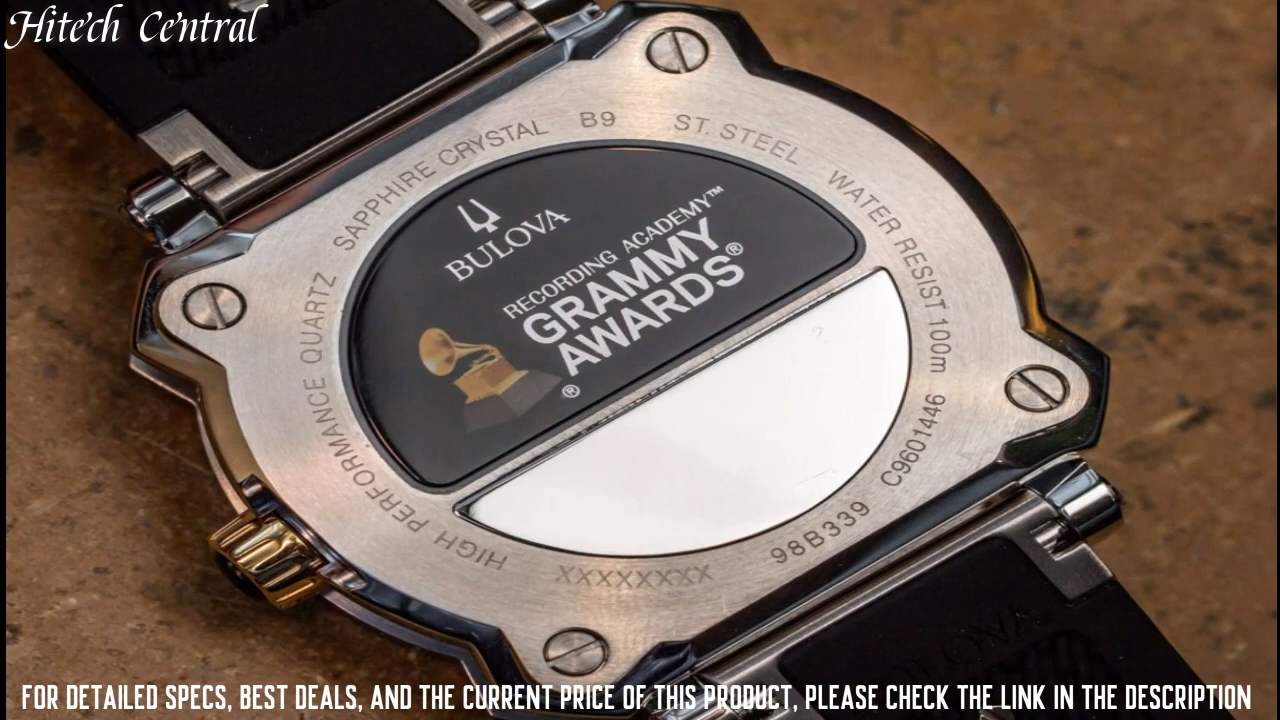 Hitech Central
SAPPHIRE CRYSTAL B9 ST. STEEL WATER RESIST 100m C9601446 98B339 XXXXXXXXX HIGH PERFORMANCE QUARTZ
BULOVA
RECORDING ACADEMY™
GRAMMY
AWARDS®
®
BULOVA
FOR DETAILED SPECS, BEST DEALS, AND THE CURRENT PRICE OF THIS PRODUCT, PLEASE CHECK THE LINK IN THE DESCRIPTION